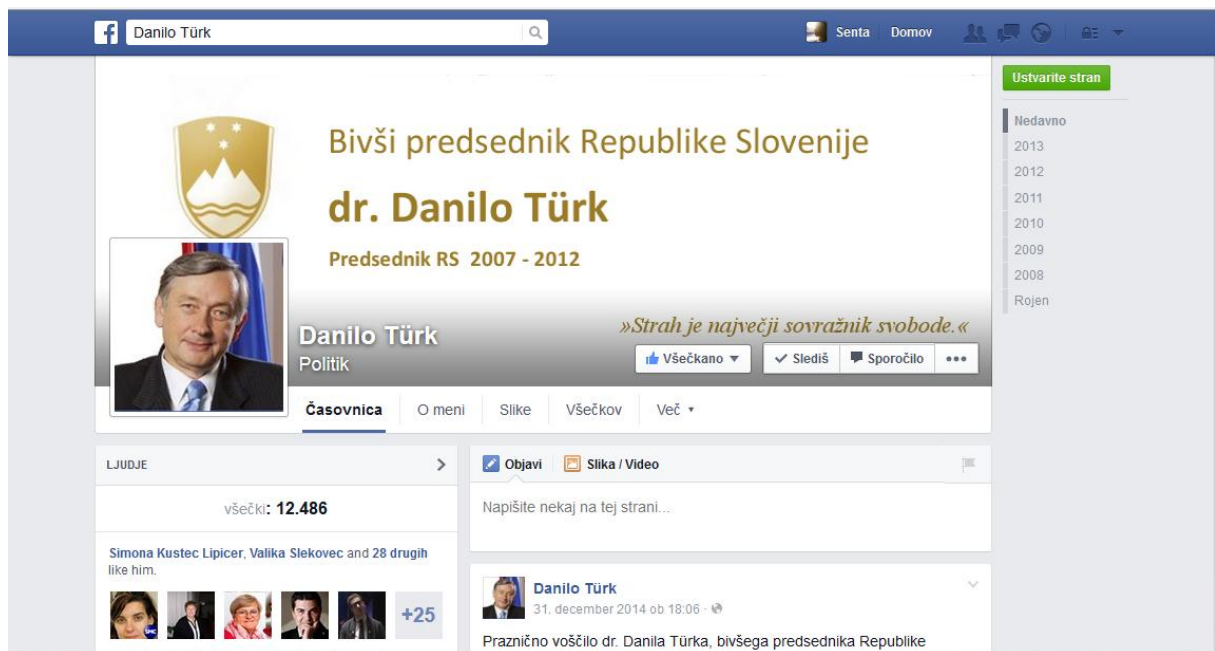 Danilo Türk
Senta Domov
Ustvarite stran
Bivši predsednik Republike Slovenije
dr. Danilo Türk
Predsednik RS 2007 - 2012
»Strah je največji sovražnik svobode.«
Danilo Türk
Politik
Všečkano
Slediš
Sporočilo
Časovnica O meni Slike Všečkov Več
Nedavno
2013
2012
2011
2010
2009
2008
Rojen
LJUDJE
všečki: 12.486
Simona Kustec Lipicer, Valika Slekovec and 28 drugih
like him.
+25
Objavi Slika / Video
Napišite nekaj na tej strani...
Danilo Türk
31. december 2014 ob 18:06 ·
Praznično voščilo dr. Danila Türka, bivšega predsednika Republike